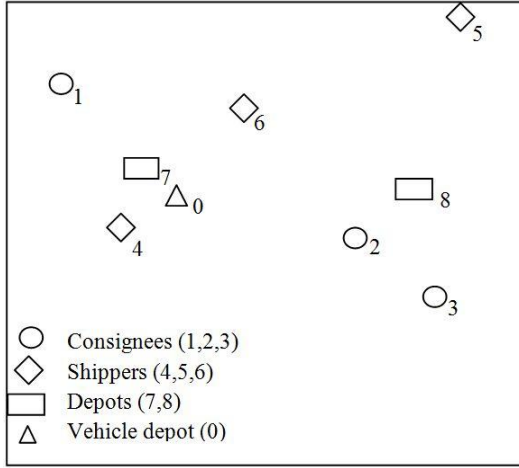 5
1
6
7
0
8
4
2
3
Consignees (1,2,3)
Shippers (4,5,6)
Depots (7,8)
Vehicle depot (0)